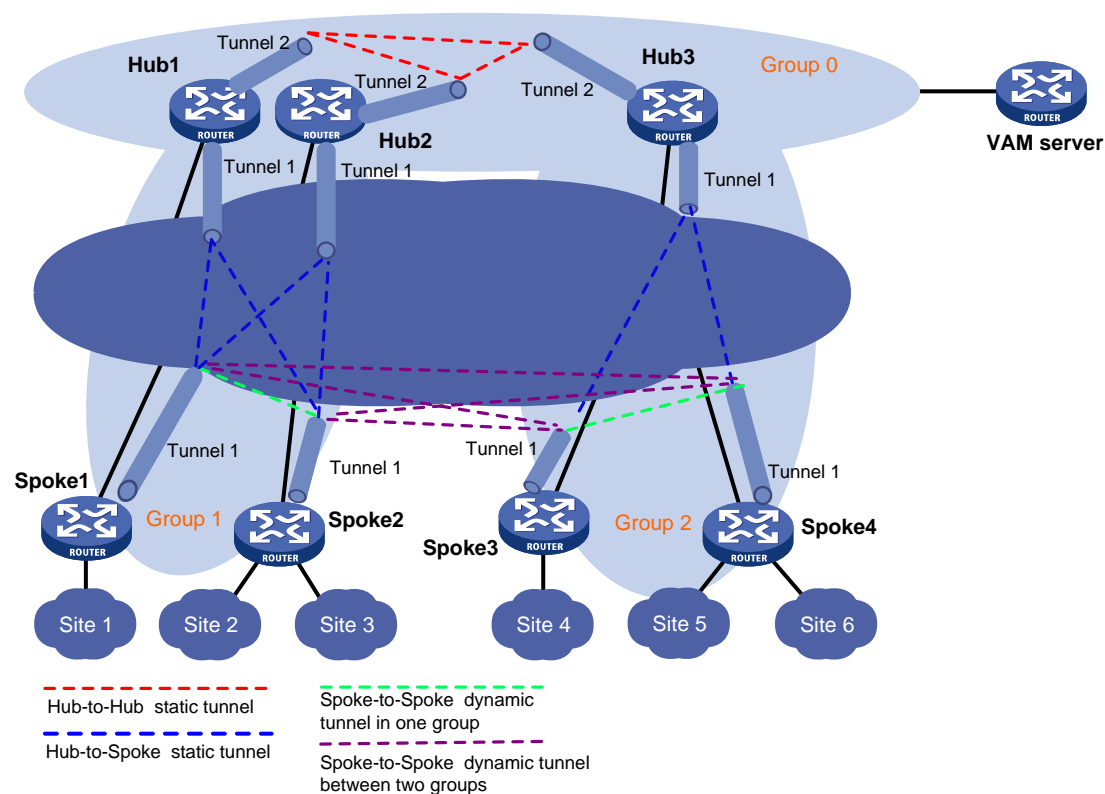 Tunnel 2
Hub1
Tunnel 2
Hub3
Group 0
Tunnel 2
ROUTER
ROUTER
Hub2
ROUTER
ROUTER
VAM server
Tunnel 1
Tunnel 1
Tunnel 1
Tunnel 1
Tunnel 1
Tunnel 1
Tunnel 1
Spoke1
Group 1
Spoke2
Spoke3
Group 2
Spoke4
ROUTER
ROUTER
ROUTER
ROUTER
Site 1
Site 2
Site 3
Site 4
Site 5
Site 6
Hub-to-Hub static tunnel
Hub-to-Spoke static tunnel
Spoke-to-Spoke dynamic
tunnel in one group
Spoke-to-Spoke dynamic tunnel
between two groups